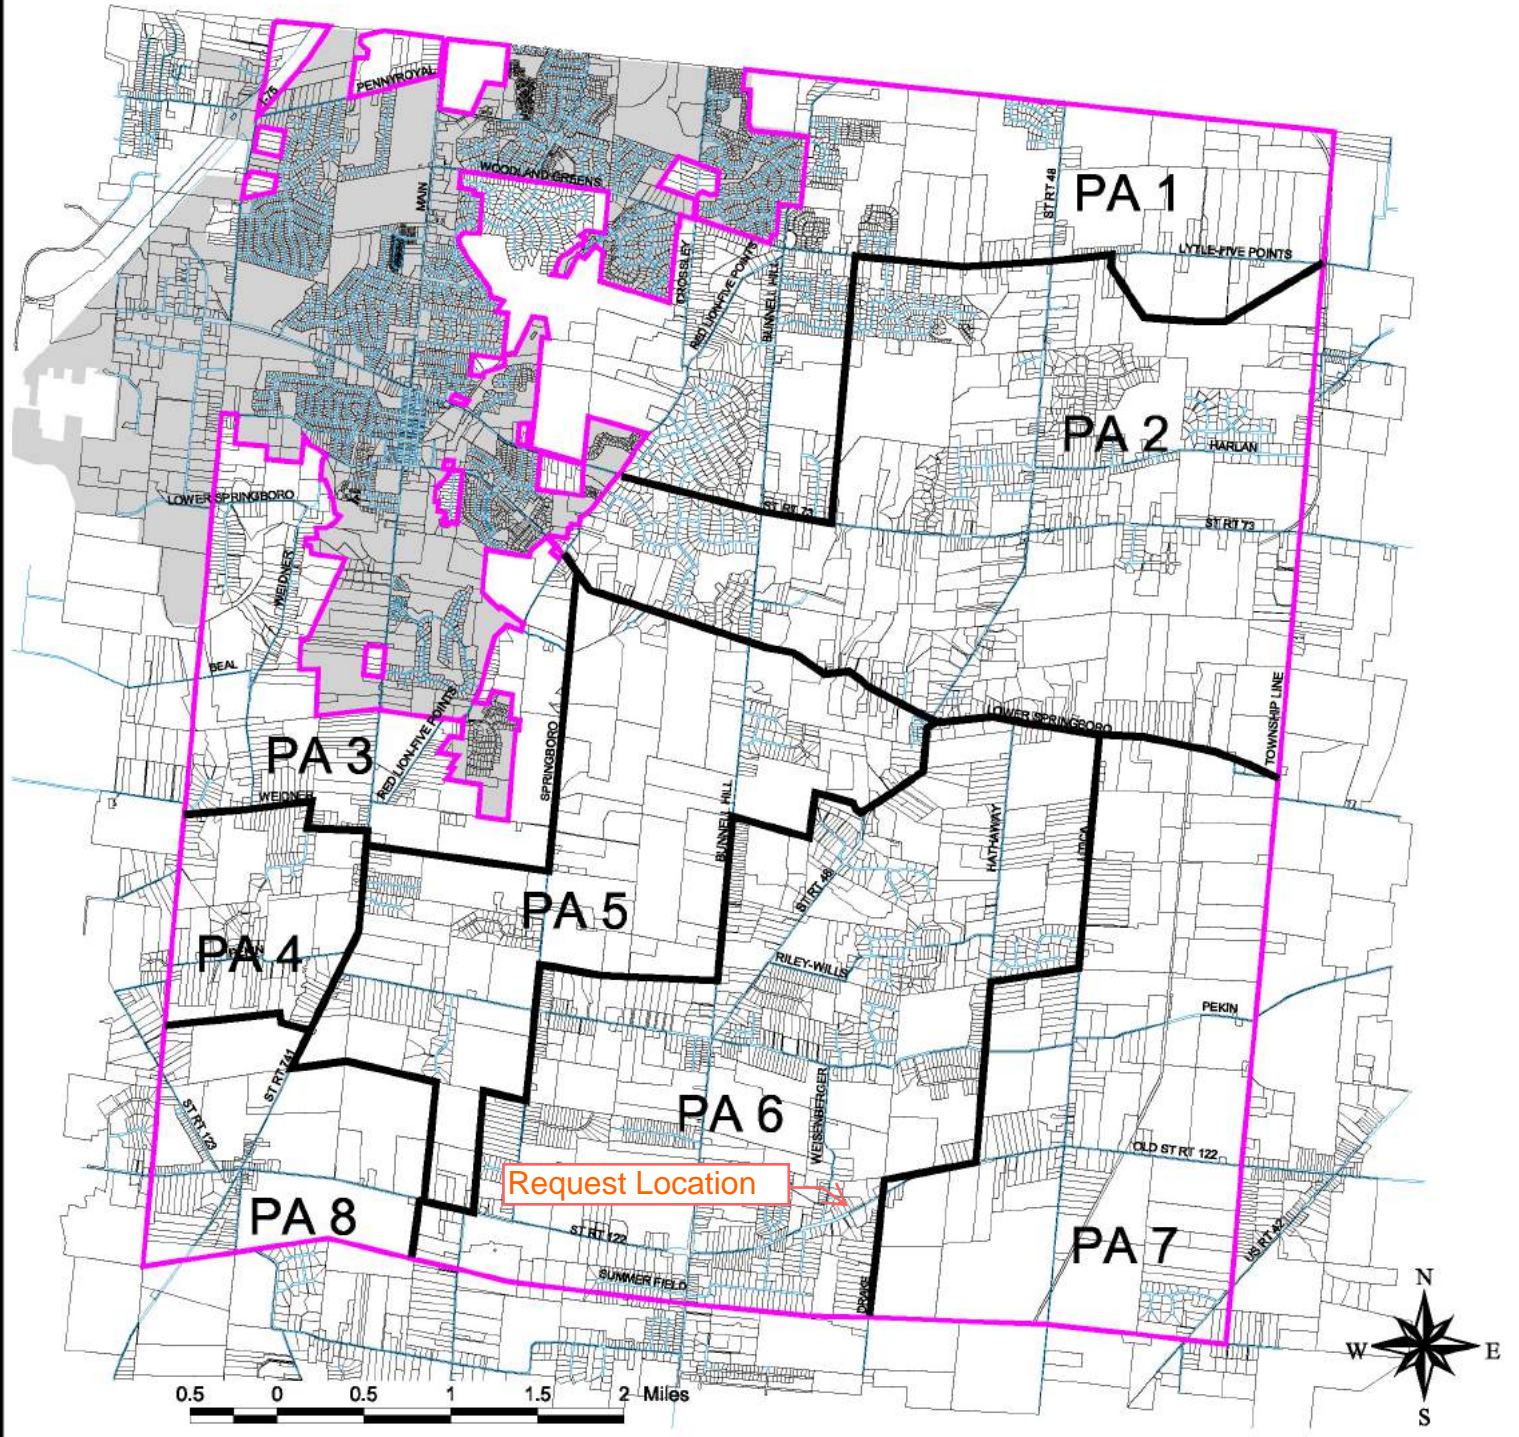 I-75
PENNYROYAL
WOODLAND GREENS
MAIN
ST RT 48
PA 1
CROSSLEY
RED LION-FIVE POINTS
BUNNELL HILL
LYTLE-FIVE POINTS
PA 2
HARLAN
LOWER SPRINGBORO
ST RT 73
ST RT 73
WEIDNER
BEAL
RED LION-FIVE POINTS
SPRINGBORO
LOWER SPRINGBORO
TOWNSHIP LINE
PA 3
WEIDNER
BUNNELL HILL
HATHAWAY
UTICA
ST RT 48
PA 5
PA 4
PEKIN
RILEY-WILLS
PEKIN
ST RT 741
ST RT 123
PA 6
WEISENBERGER
OLD ST RT 122
Request Location
PA 8
ST RT 122
PA 7
US RT 42
SUMMER FIELD
DRAKE
N
W E
S
0.5 0 0.5 1 1.5 2 Miles